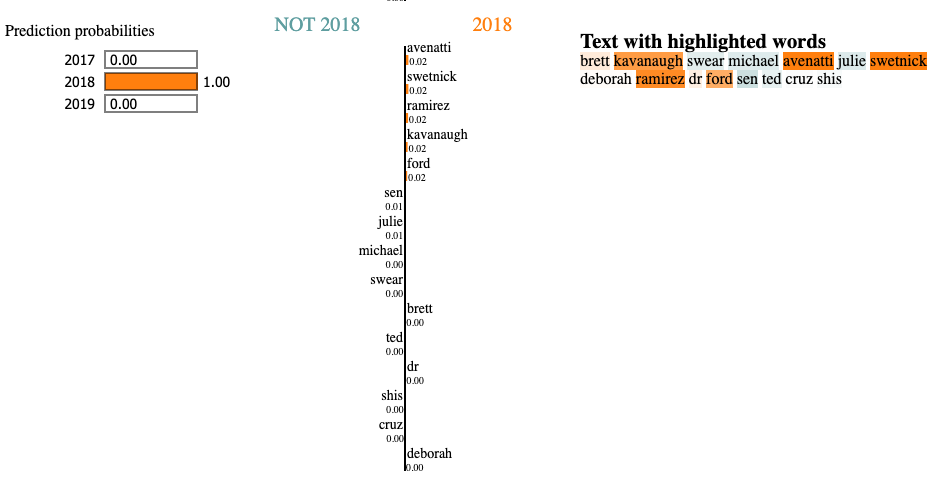 Prediction probabilities
2017 0.00
2018 1.00
2019 0.00
NOT 2018 2018
avenatti
0.02
swetnick
0.02
ramirez
0.02
kavanaugh
0.02
ford
0.02
sen
0.01
julie
0.01
michael
0.00
swear
0.00
brett
0.00
ted
0.00
dr
0.00
shis
0.00
cruz
0.00
deborah
0.00
Text with highlighted words
brett kavanaugh swear michael avenatti julie swetnick
deborah ramirez dr ford sen ted cruz shis